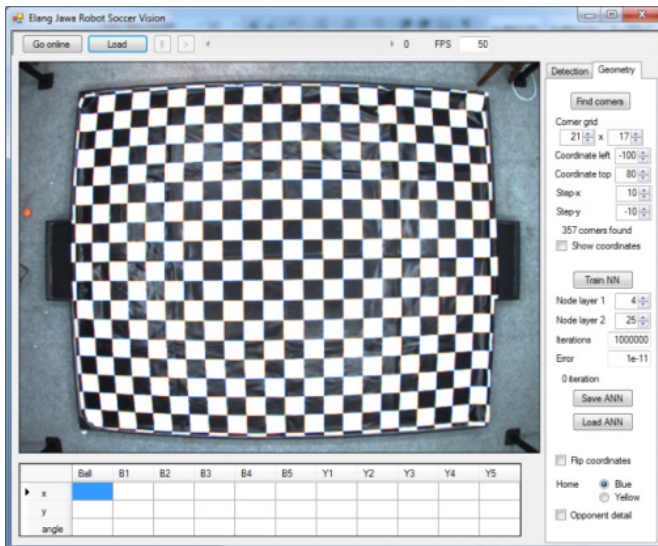 Elang Jawa Robot Soccer Vision
Go online Load || > 0 FPS 50
Detection Geometry
Find corners
Corner grid
21 x 17
Coordinate left -100
Coordinate top 80
Step-x 10
Step-y -10
357 corners found
Show coordinates
Train NN
Node layer 1 4
Node layer 2 25
Iterations 1000000
Error 1e-11
0 iteration
Save ANN
Load ANN
Flip coordinates
Home Blue
Yellow
Opponent detail
Ball B1 B2 B3 B4 B5 Y1 Y2 Y3 Y4 Y5
x
y
angle